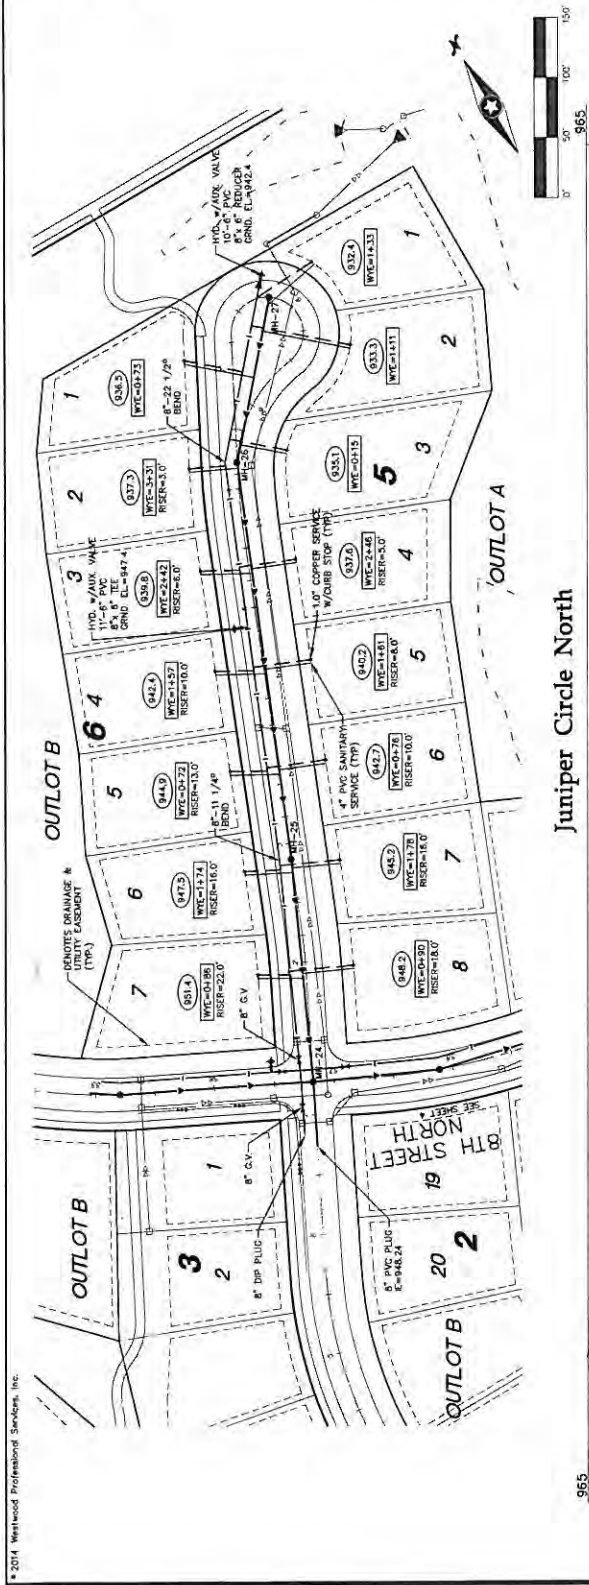 © 2014 Westwood Professional Services, Inc.
OUTLOT B
OUTLOT B
DENOTES DRAINAGE &
UTILITY EASEMENT
(TYP.)
7
951.4
WYE=0+86
RISER=22.0'
6
947.5
WYE=1+74
RISER=16.0'
5
944.9
WYE=0+72
RISER=13.0'
6
4
942.4
WYE=1+57
RISER=10.0'
3
HYD. w/AUX. VALVE
11'-6" PVC
8"x 6" TEE
GRND. EL=947.4
939.8
WYE=2+42
RISER=6.0'
2
937.3
WYE=3+31
RISER=3.0'
1
936.5
WYE=0+73
8"-22 1/2°
BEND
HYD. w/AUX. VALVE
10'-6" PVC
8"x 6" REDUCER
GRND. EL=942.4
8"-11 1/4°
BEND
8" G.V.
8" G.V.
3
1
2
8" DIP PLUG
MH-24
MH-25
MH-26
MH-27
8" PVC PLUG
IE=948.24
OUTLOT B
20
2
19
8TH STREET
NORTH
SEE SHEET 4
948.2
WYE=0+90
RISER=18.0'
8
945.2
WYE=1+78
RISER=16.0'
7
4" PVC SANITARY
SERVICE (TYP)
942.7
WYE=0+76
RISER=10.0'
6
940.2
WYE=1+61
RISER=8.0'
5
1.0" COPPER SERVICE
W/CURB STOP (TYP)
937.6
WYE=2+46
RISER=5.0'
4
935.1
WYE=0+15
5
3
933.3
WYE=1+11
2
932.4
WYE=1+33
1
OUTLOT A
0'
50'
100'
150'
Juniper Circle North
965
965